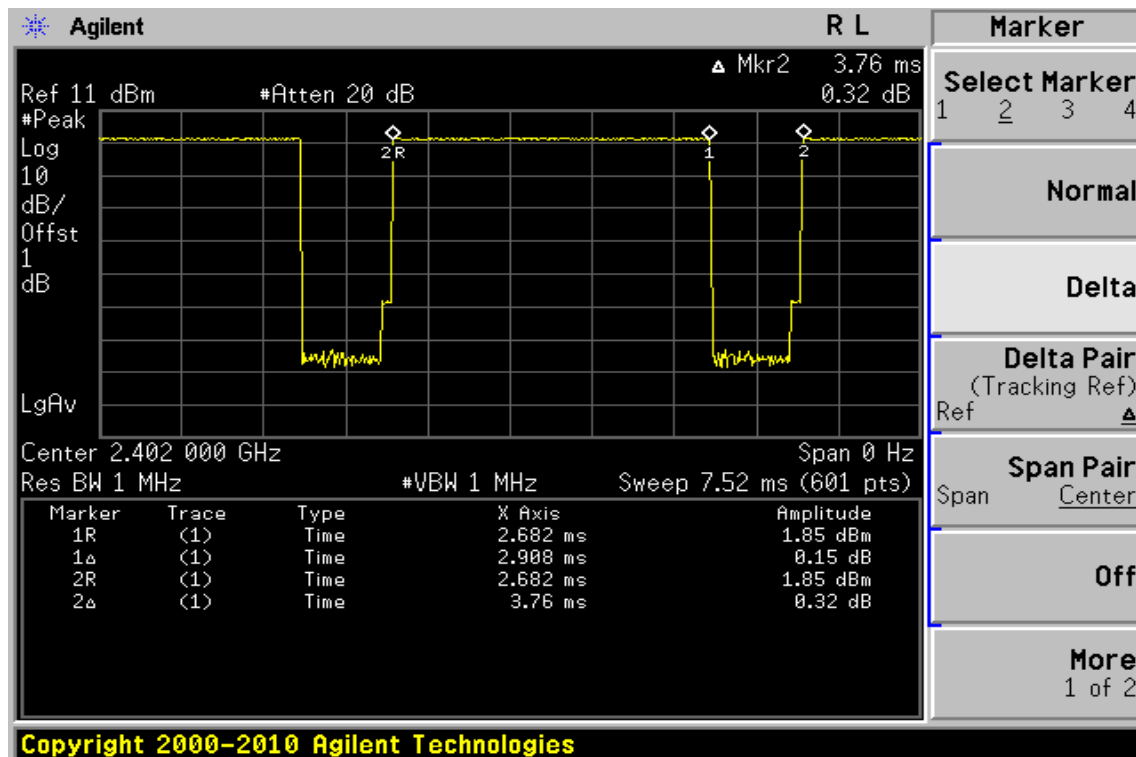 Agilent R L
Marker
▵ Mkr2 3.76 ms
Ref 11 dBm #Atten 20 dB 0.32 dB
#Peak
Log
10
dB/
Offst
1
dB
LgAv
2R 1 2
Center 2.402 000 GHz Span 0 Hz
Res BW 1 MHz #VBW 1 MHz Sweep 7.52 ms (601 pts)
Marker Trace Type X Axis Amplitude
1R (1) Time 2.682 ms 1.85 dBm
1▵ (1) Time 2.908 ms 0.15 dB
2R (1) Time 2.682 ms 1.85 dBm
2▵ (1) Time 3.76 ms 0.32 dB
Select Marker
1 2 3 4
Normal
Delta
Delta Pair
(Tracking Ref)
Ref ▵
Span Pair
Span Center
Off
More
1 of 2
Copyright 2000-2010 Agilent Technologies